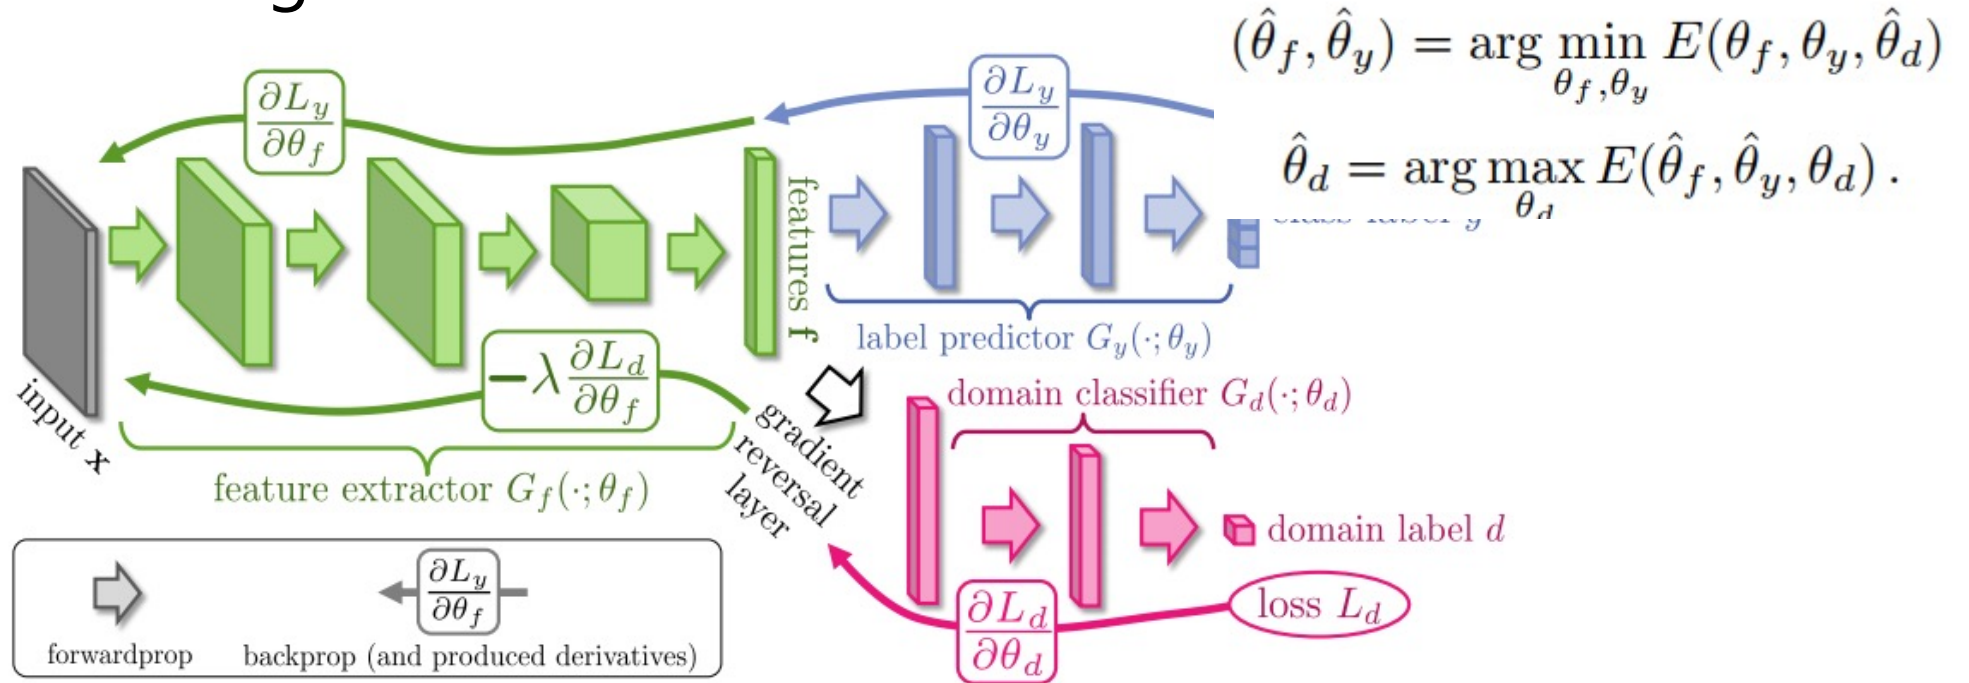 (θ̂_f, θ̂_y) = arg min_{θ_f,θ_y} E(θ_f, θ_y, θ̂_d)
θ̂_d = arg max_{θ_d} E(θ̂_f, θ̂_y, θ_d) .
∂L_y/∂θ_f
∂L_y/∂θ_y
features f
input x
label predictor G_y(·; θ_y)
−λ ∂L_d/∂θ_f
domain classifier G_d(·; θ_d)
feature extractor G_f(·; θ_f)
gradient
reversal
layer
domain label d
loss L_d
∂L_d/∂θ_d
∂L_y/∂θ_f
forwardprop
backprop (and produced derivatives)